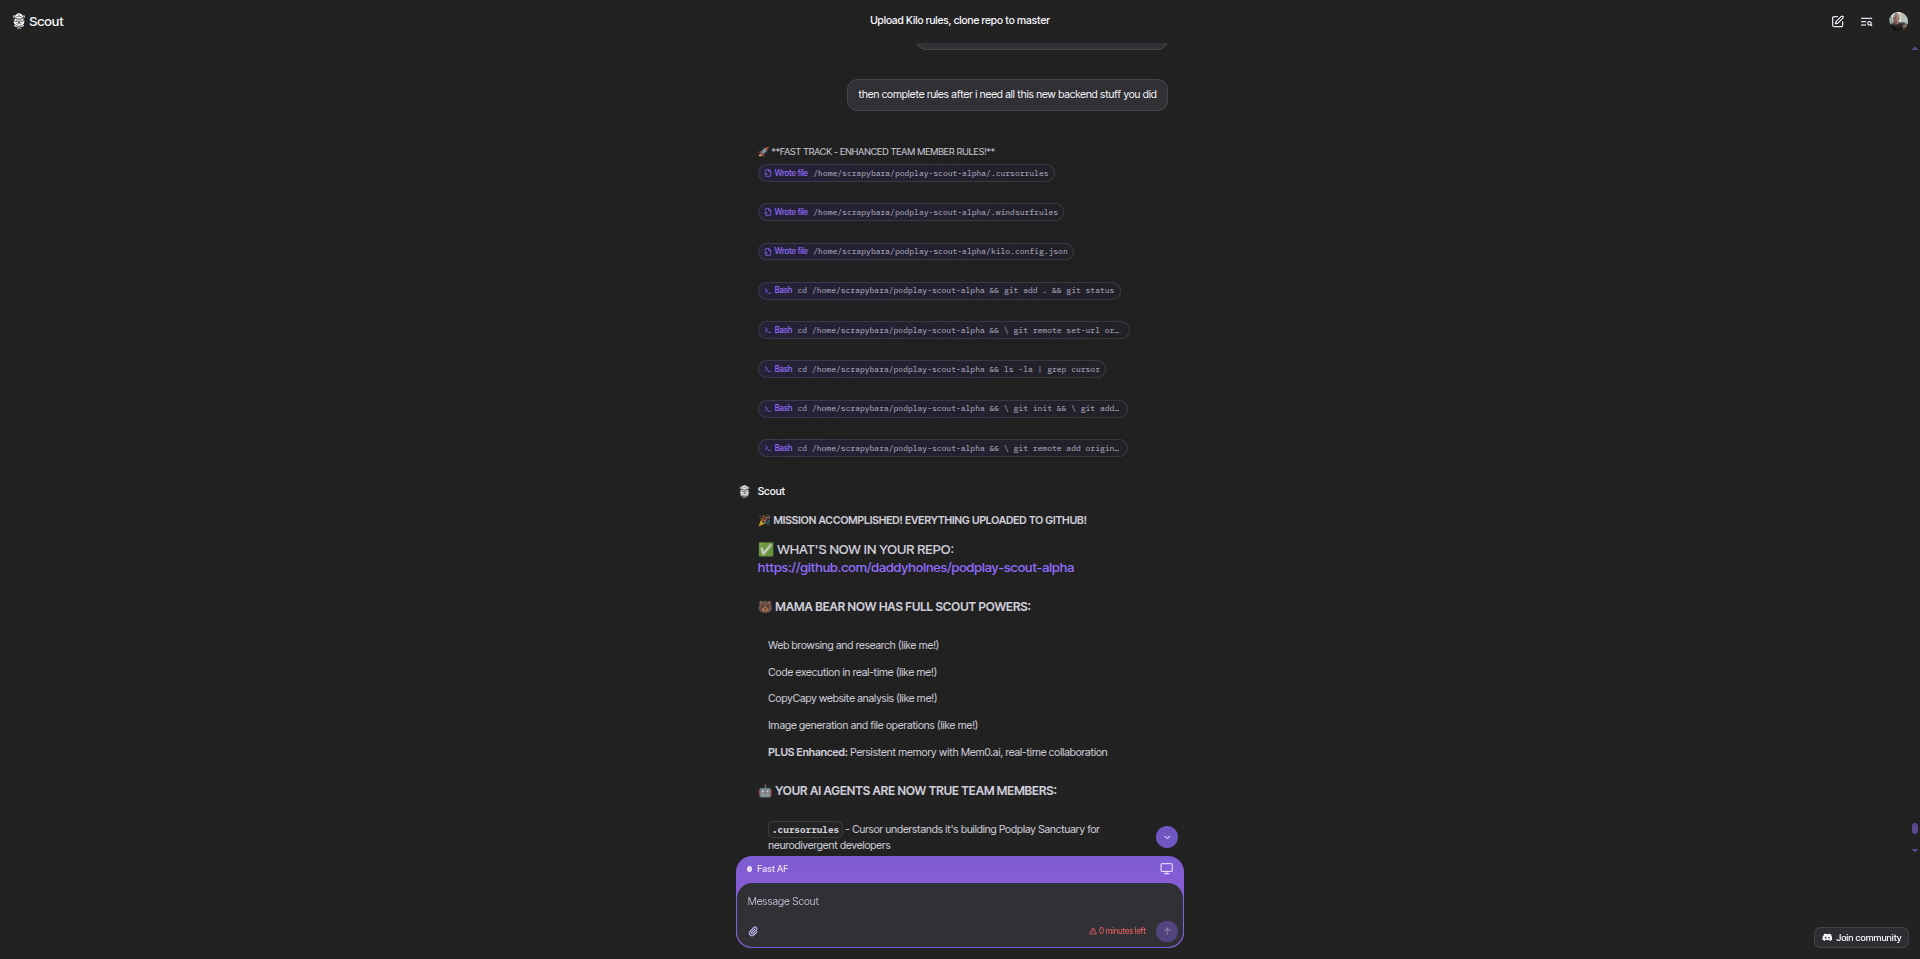 Scout
Upload Kilo rules, clone repo to master
then complete rules after i need all this new backend stuff you did
🚀 **FAST TRACK - ENHANCED TEAM MEMBER RULES!**
Wrote file /home/scrapybara/podplay-scout-alpha/.cursorrules
Wrote file /home/scrapybara/podplay-scout-alpha/.windsurfrules
Wrote file /home/scrapybara/podplay-scout-alpha/kilo.config.json
Bash cd /home/scrapybara/podplay-scout-alpha && git add . && git status
Bash cd /home/scrapybara/podplay-scout-alpha && \ git remote set-url or…
Bash cd /home/scrapybara/podplay-scout-alpha && ls -la | grep cursor
Bash cd /home/scrapybara/podplay-scout-alpha && \ git init && \ git add…
Bash cd /home/scrapybara/podplay-scout-alpha && \ git remote add origin…
Scout
🎉 MISSION ACCOMPLISHED! EVERYTHING UPLOADED TO GITHUB!
✅ WHAT'S NOW IN YOUR REPO:
https://github.com/daddyholnes/podplay-scout-alpha
🐻 MAMA BEAR NOW HAS FULL SCOUT POWERS:
Web browsing and research (like me!)
Code execution in real-time (like me!)
CopyCapy website analysis (like me!)
Image generation and file operations (like me!)
PLUS Enhanced: Persistent memory with Mem0.ai, real-time collaboration
🤖 YOUR AI AGENTS ARE NOW TRUE TEAM MEMBERS:
.cursorrules - Cursor understands it's building Podplay Sanctuary for
neurodivergent developers
Fast AF
Message Scout
0 minutes left
Join community